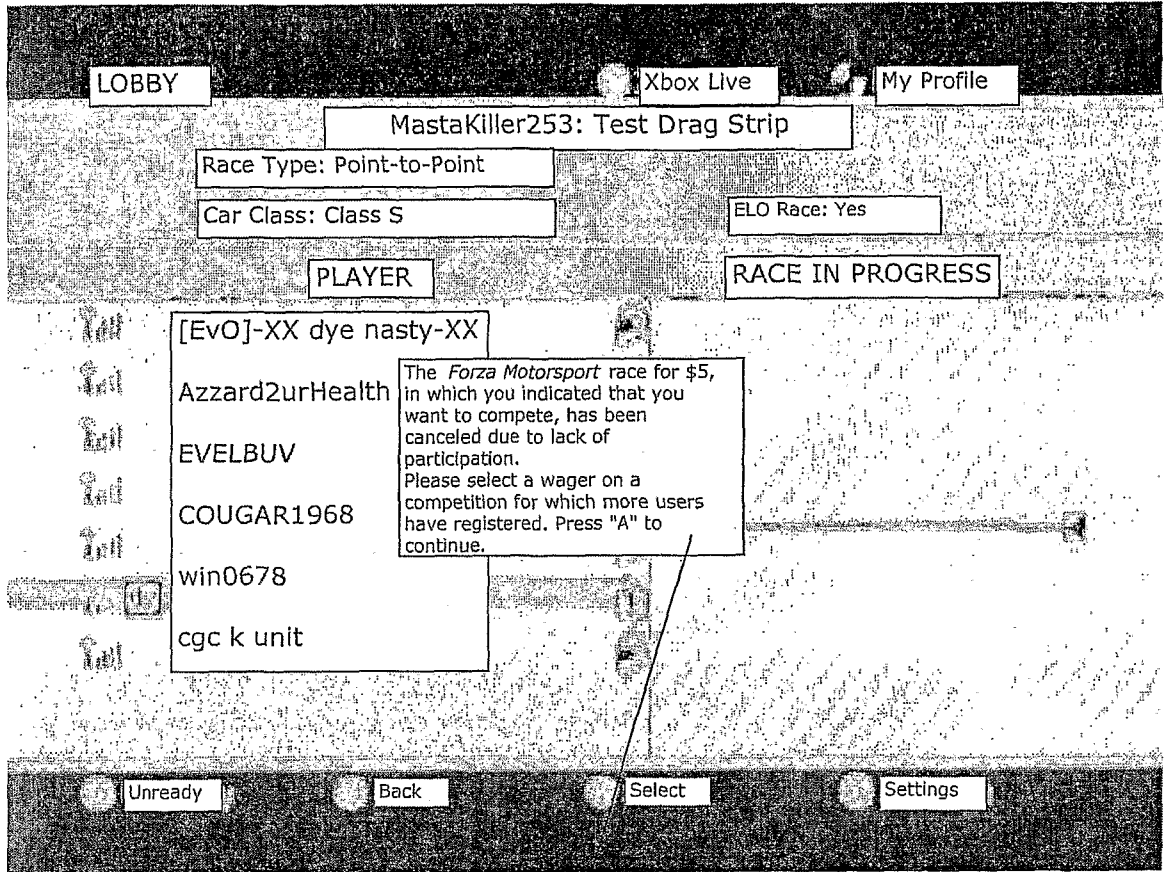 LOBBY
Xbox Live
My Profile
MastaKiller253: Test Drag Strip
Race Type: Point-to-Point
Car Class: Class S
ELO Race: Yes
PLAYER
RACE IN PROGRESS
[EvO]-XX dye nasty-XX
Azzard2urHealth
EVELBUV
COUGAR1968
win0678
cgc k unit
The Forza Motorsport race for $5,
in which you indicated that you
want to compete, has been
canceled due to lack of
participation.
Please select a wager on a
competition for which more users
have registered. Press "A" to
continue.
Unready
Back
Select
Settings